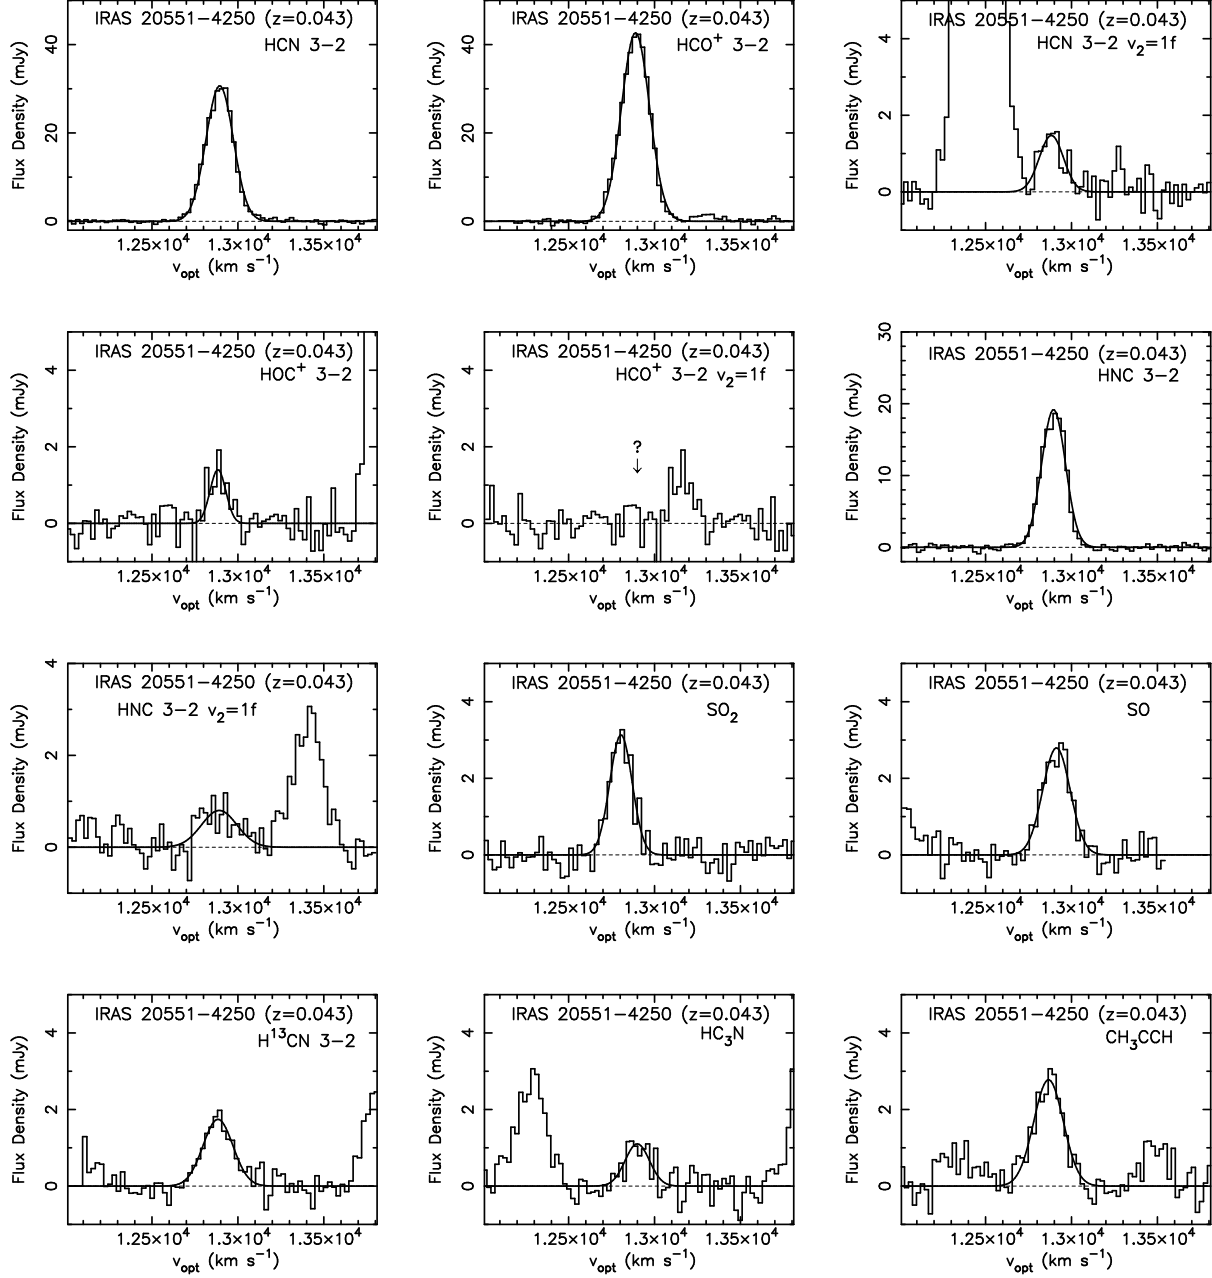 IRAS 20551−4250 (z=0.043)
HCN 3−2
Flux Density (mJy)
40
20
0
1.25×10⁴ 1.3×10⁴ 1.35×10⁴
v_opt (km s⁻¹)
IRAS 20551−4250 (z=0.043)
HCO⁺ 3−2
Flux Density (mJy)
40
20
0
1.25×10⁴ 1.3×10⁴ 1.35×10⁴
v_opt (km s⁻¹)
IRAS 20551−4250 (z=0.043)
HCN 3−2 v₂=1f
Flux Density (mJy)
4
2
0
1.25×10⁴ 1.3×10⁴ 1.35×10⁴
v_opt (km s⁻¹)
IRAS 20551−4250 (z=0.043)
HOC⁺ 3−2
Flux Density (mJy)
4
2
0
1.25×10⁴ 1.3×10⁴ 1.35×10⁴
v_opt (km s⁻¹)
IRAS 20551−4250 (z=0.043)
HCO⁺ 3−2 v₂=1f
?
↓
Flux Density (mJy)
4
2
0
1.25×10⁴ 1.3×10⁴ 1.35×10⁴
v_opt (km s⁻¹)
IRAS 20551−4250 (z=0.043)
HNC 3−2
Flux Density (mJy)
30
20
10
0
1.25×10⁴ 1.3×10⁴ 1.35×10⁴
v_opt (km s⁻¹)
IRAS 20551−4250 (z=0.043)
HNC 3−2 v₂=1f
Flux Density (mJy)
4
2
0
1.25×10⁴ 1.3×10⁴ 1.35×10⁴
v_opt (km s⁻¹)
IRAS 20551−4250 (z=0.043)
SO₂
Flux Density (mJy)
4
2
0
1.25×10⁴ 1.3×10⁴ 1.35×10⁴
v_opt (km s⁻¹)
IRAS 20551−4250 (z=0.043)
SO
Flux Density (mJy)
4
2
0
1.25×10⁴ 1.3×10⁴ 1.35×10⁴
v_opt (km s⁻¹)
IRAS 20551−4250 (z=0.043)
H¹³CN 3−2
Flux Density (mJy)
4
2
0
1.25×10⁴ 1.3×10⁴ 1.35×10⁴
v_opt (km s⁻¹)
IRAS 20551−4250 (z=0.043)
HC₃N
Flux Density (mJy)
4
2
0
1.25×10⁴ 1.3×10⁴ 1.35×10⁴
v_opt (km s⁻¹)
IRAS 20551−4250 (z=0.043)
CH₃CCH
Flux Density (mJy)
4
2
0
1.25×10⁴ 1.3×10⁴ 1.35×10⁴
v_opt (km s⁻¹)